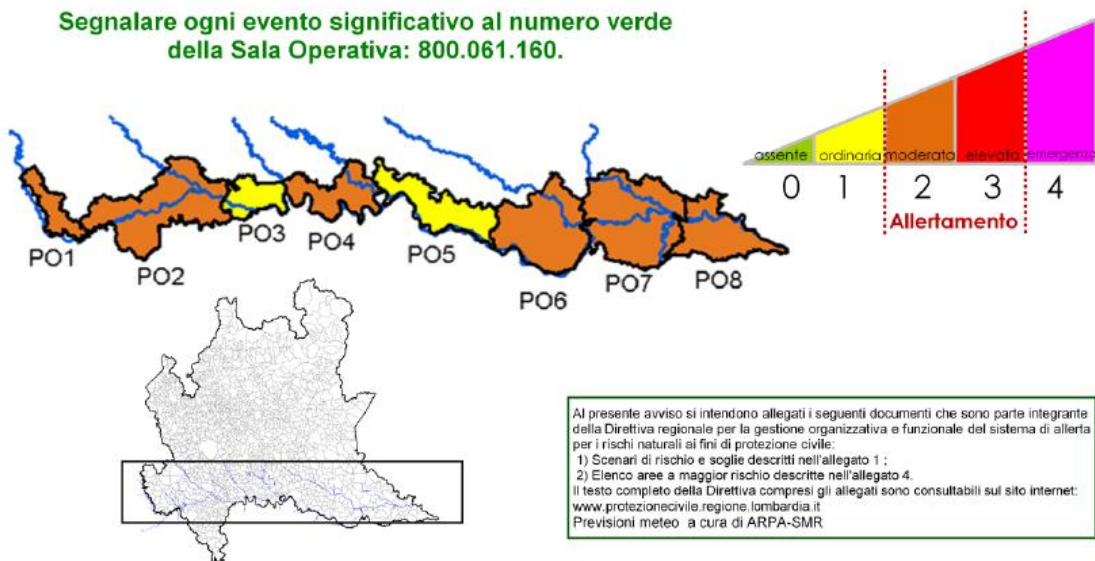 Segnalare ogni evento significativo al numero verde
della Sala Operativa: 800.061.160.
assente ordinaria moderata elevata emergenza
0 1 2 3 4
Allertamento
PO1
PO2
PO3
PO4
PO5
PO6
PO7
PO8
Al presente avviso si intendono allegati i seguenti documenti che sono parte integrante
della Direttiva regionale per la gestione organizzativa e funzionale del sistema di allerta
per i rischi naturali ai fini di protezione civile:
1) Scenari di rischio e soglie descritti nell'allegato 1 ;
2) Elenco aree a maggior rischio descritte nell'allegato 4.
Il testo completo della Direttiva compresi gli allegati sono consultabili sul sito internet:
www.protezionecivile.regione.lombardia.it
Previsioni meteo a cura di ARPA-SMR